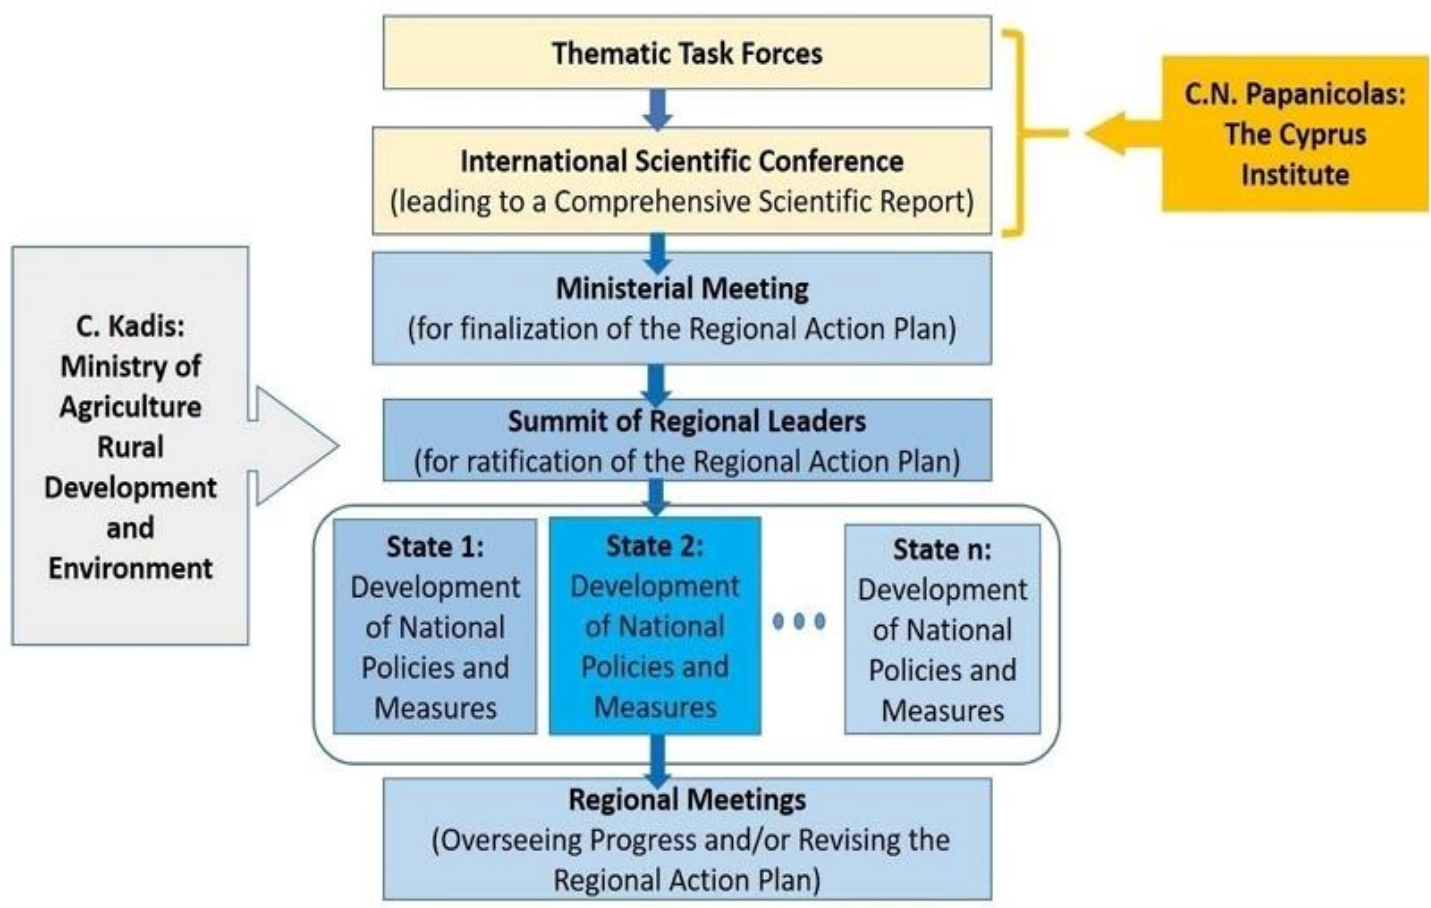 Thematic Task Forces
International Scientific Conference
(leading to a Comprehensive Scientific Report)
C.N. Papanicolas:
The Cyprus
Institute
Ministerial Meeting
(for finalization of the Regional Action Plan)
C. Kadis:
Ministry of
Agriculture
Rural
Development
and
Environment
Summit of Regional Leaders
(for ratification of the Regional Action Plan)
State 1:
Development
of National
Policies and
Measures
State 2:
Development
of National
Policies and
Measures
State n:
Development
of National
Policies and
Measures
Regional Meetings
(Overseeing Progress and/or Revising the
Regional Action Plan)